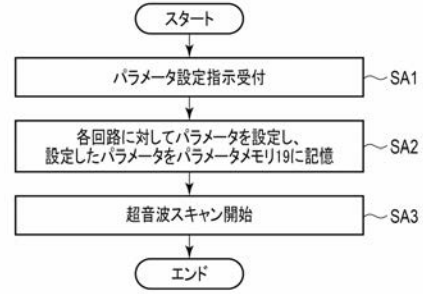 スタート
パラメータ設定指示受付
SA1
各回路に対してパラメータを設定し、
設定したパラメータをパラメータメモリ19に記憶
SA2
超音波スキャン開始
SA3
エンド